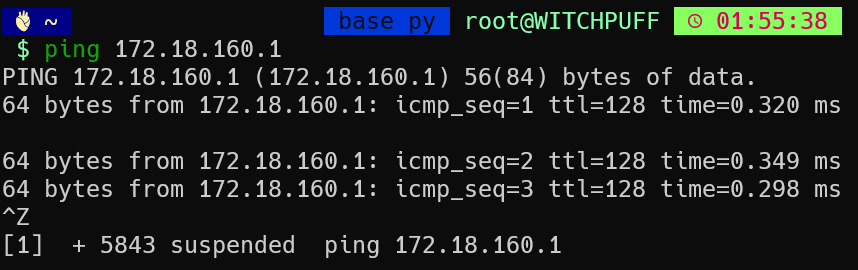 ~ base py root@WITCHPUFF 01:55:38
$ ping 172.18.160.1
PING 172.18.160.1 (172.18.160.1) 56(84) bytes of data.
64 bytes from 172.18.160.1: icmp_seq=1 ttl=128 time=0.320 ms
64 bytes from 172.18.160.1: icmp_seq=2 ttl=128 time=0.349 ms
64 bytes from 172.18.160.1: icmp_seq=3 ttl=128 time=0.298 ms
^Z
[1]  + 5843 suspended  ping 172.18.160.1